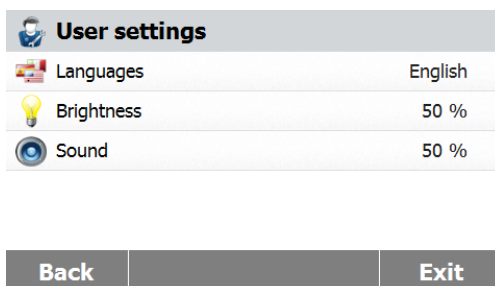 User settings
Languages English
Brightness 50 %
Sound 50 %
Back Exit